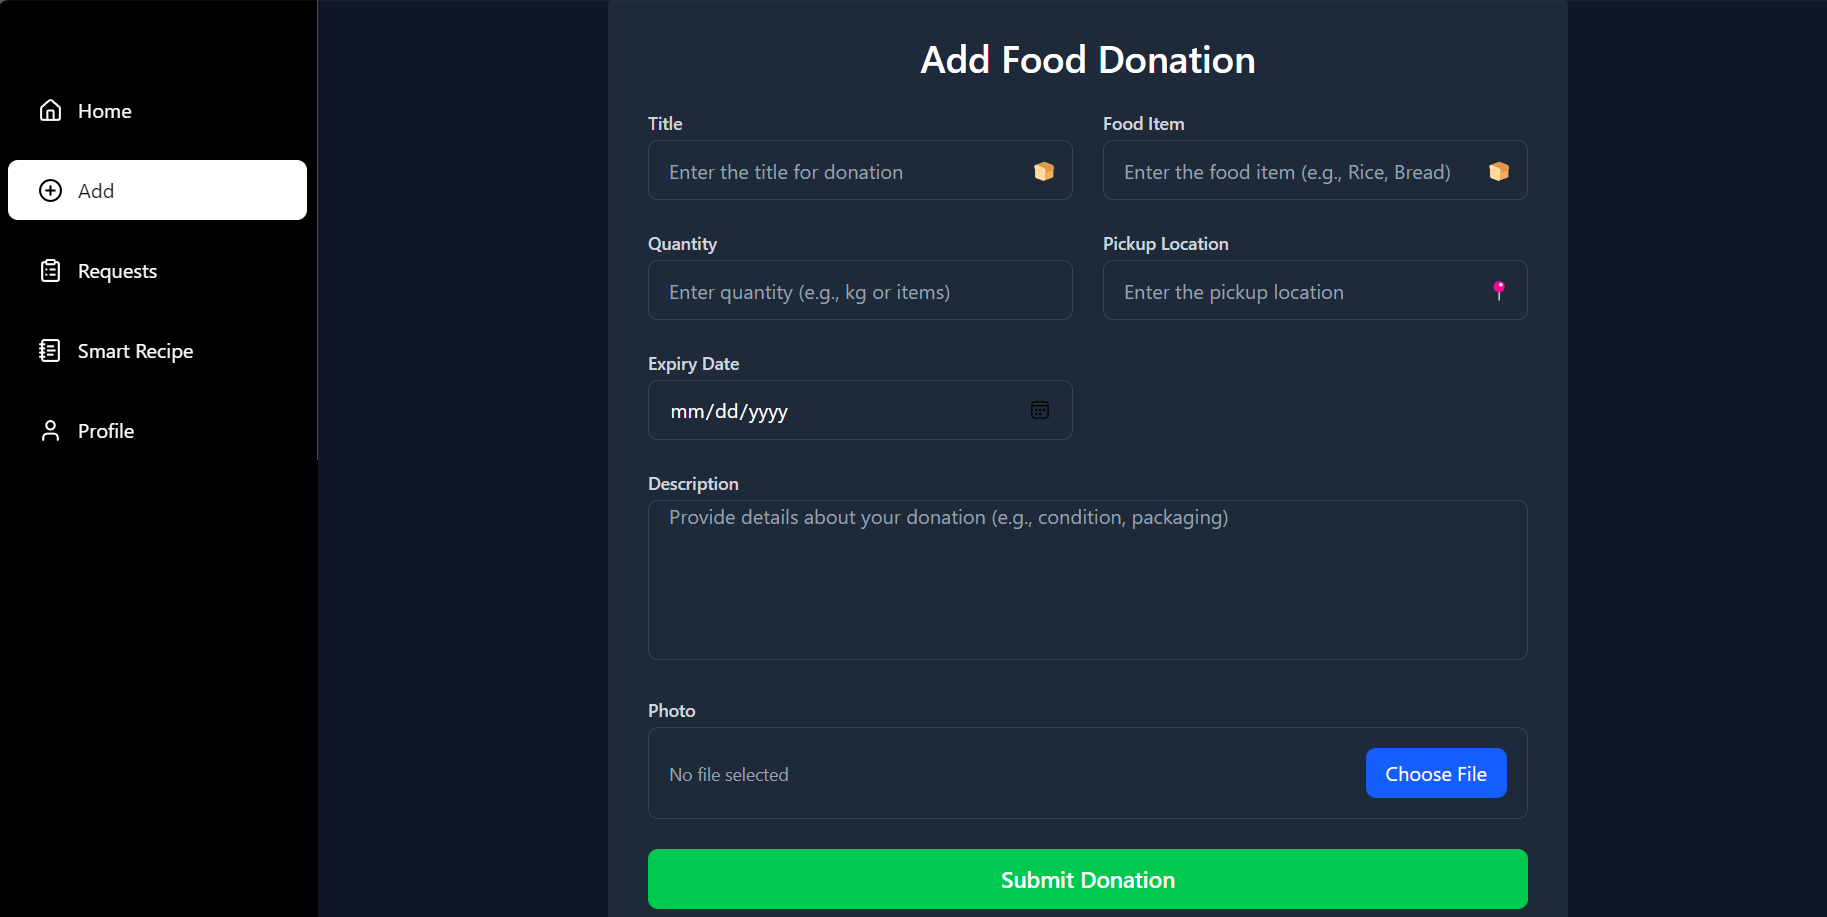 Home
Add
Requests
Smart Recipe
Profile
Add Food Donation
Title
Enter the title for donation
Food Item
Enter the food item (e.g., Rice, Bread)
Quantity
Enter quantity (e.g., kg or items)
Pickup Location
Enter the pickup location
Expiry Date
mm/dd/yyyy
Description
Provide details about your donation (e.g., condition, packaging)
Photo
No file selected
Choose File
Submit Donation